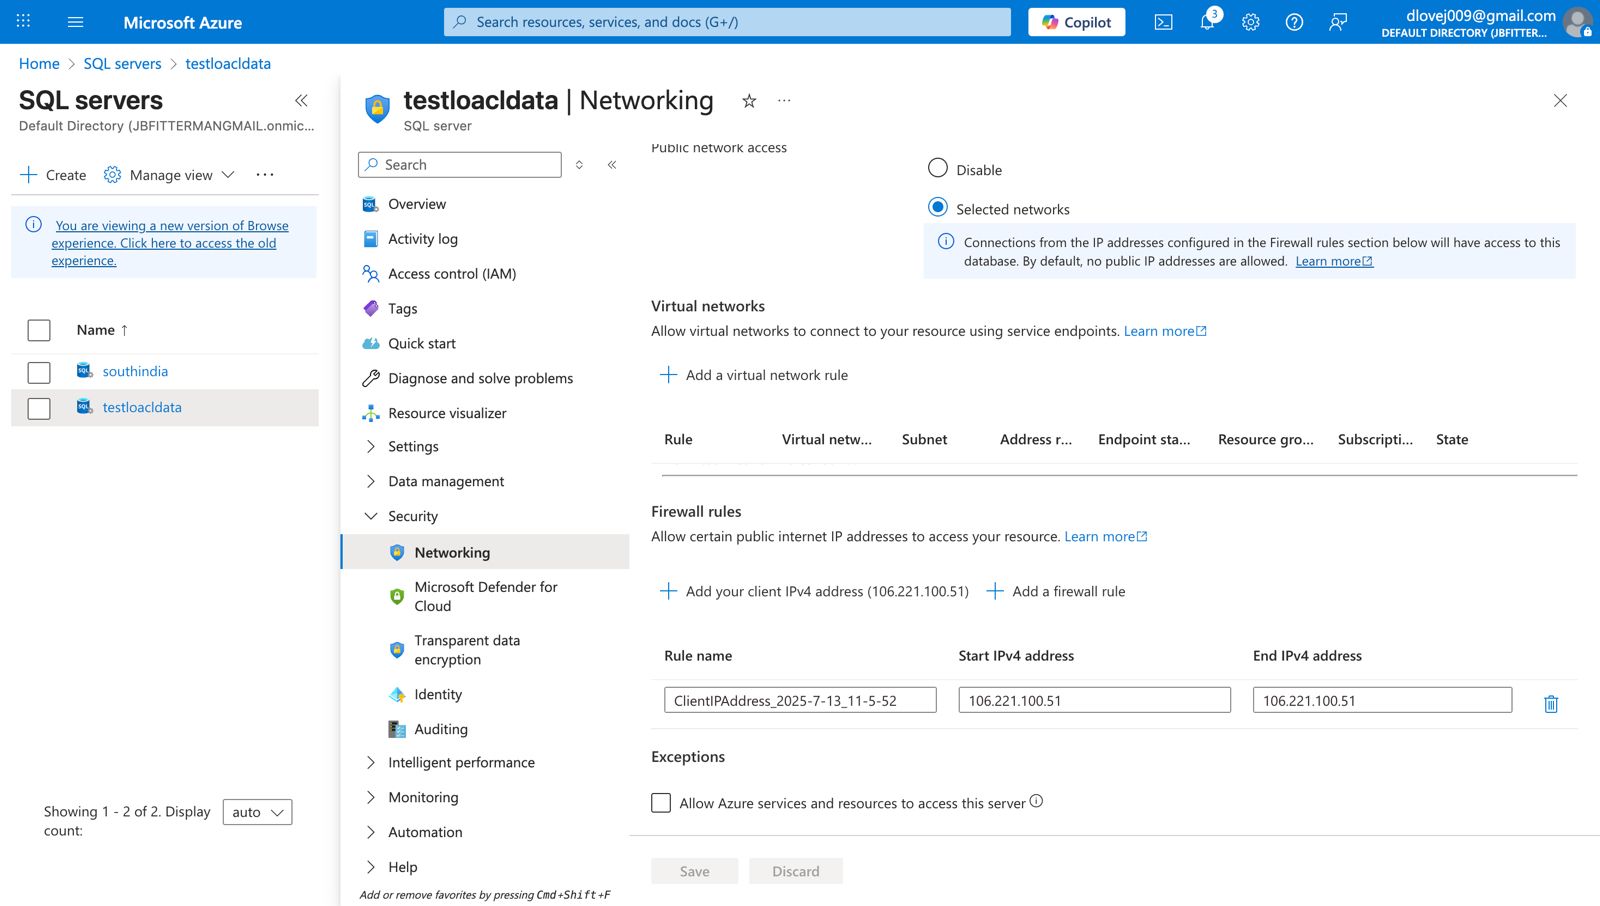 Microsoft Azure
Search resources, services, and docs (G+/)
Copilot
3
dlovej009@gmail.com
DEFAULT DIRECTORY (JBFITTER...
Home > SQL servers > testloacldata
SQL servers
Default Directory (JBFITTERMANGMAIL.onmic...
Create
Manage view
You are viewing a new version of Browse
experience. Click here to access the old
experience.
Name ↑
southindia
testloacldata
Showing 1 - 2 of 2. Display
count:
auto
testloacldata | Networking
SQL server
Search
Overview
Activity log
Access control (IAM)
Tags
Quick start
Diagnose and solve problems
Resource visualizer
Settings
Data management
Security
Networking
Microsoft Defender for
Cloud
Transparent data
encryption
Identity
Auditing
Intelligent performance
Monitoring
Automation
Help
Add or remove favorites by pressing Cmd+Shift+F
Public network access
Disable
Selected networks
Connections from the IP addresses configured in the Firewall rules section below will have access to this
database. By default, no public IP addresses are allowed. Learn more
Virtual networks
Allow virtual networks to connect to your resource using service endpoints. Learn more
Add a virtual network rule
Rule Virtual netw... Subnet Address r... Endpoint sta... Resource gro... Subscripti... State
Firewall rules
Allow certain public internet IP addresses to access your resource. Learn more
Add your client IPv4 address (106.221.100.51) Add a firewall rule
Rule name Start IPv4 address End IPv4 address
ClientIPAddress_2025-7-13_11-5-52 106.221.100.51 106.221.100.51
Exceptions
Allow Azure services and resources to access this server
Save Discard